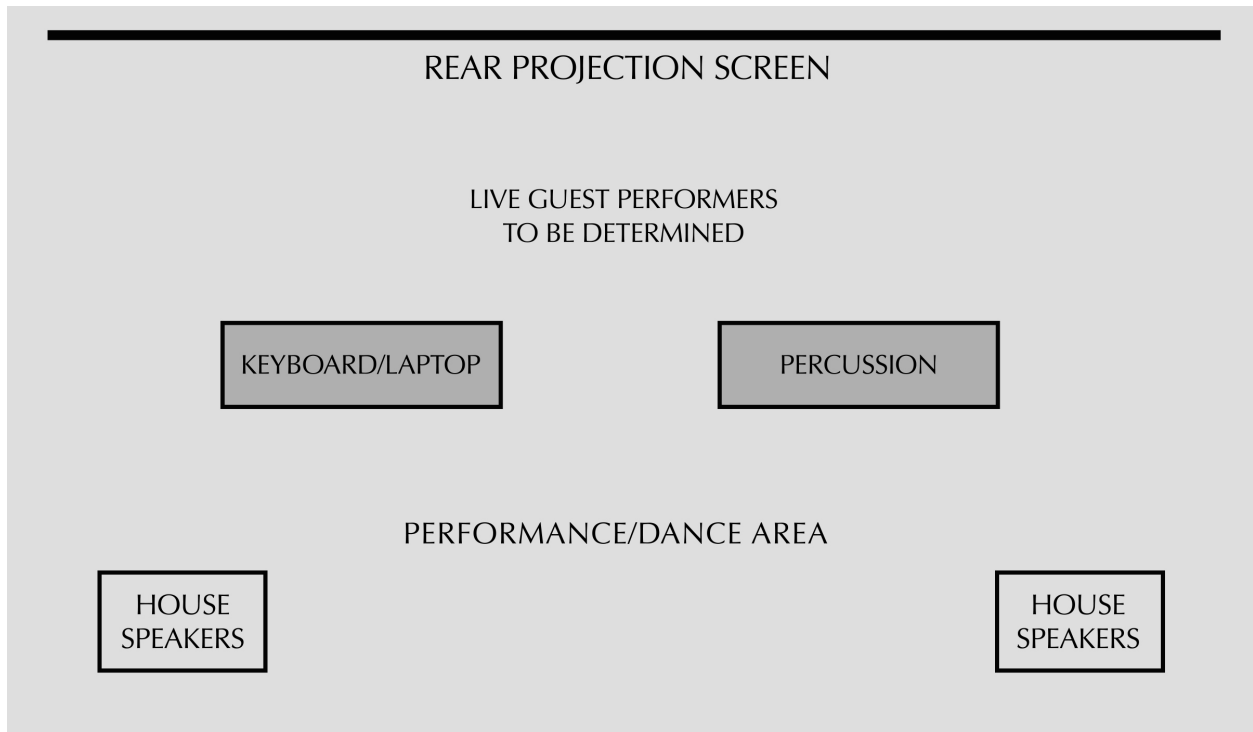 REAR PROJECTION SCREEN
LIVE GUEST PERFORMERS
TO BE DETERMINED
KEYBOARD/LAPTOP
PERCUSSION
PERFORMANCE/DANCE AREA
HOUSE
SPEAKERS
HOUSE
SPEAKERS